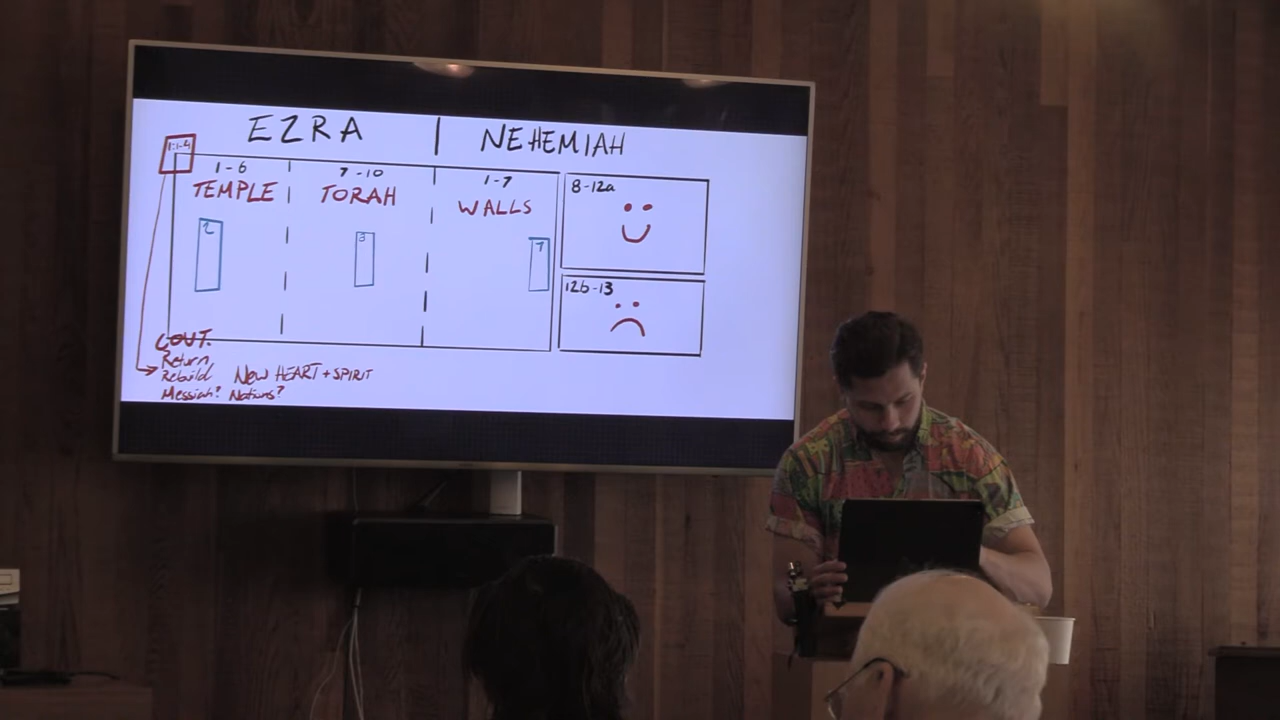 EZRA | NEHEMIAH
1:1-4
1-6 7-10 1-7 8-12a
TEMPLE TORAH WALLS
2 3 7
12b-13
COVT.
Return
Rebuild New HEART + SPIRIT
Messiah? Nations?